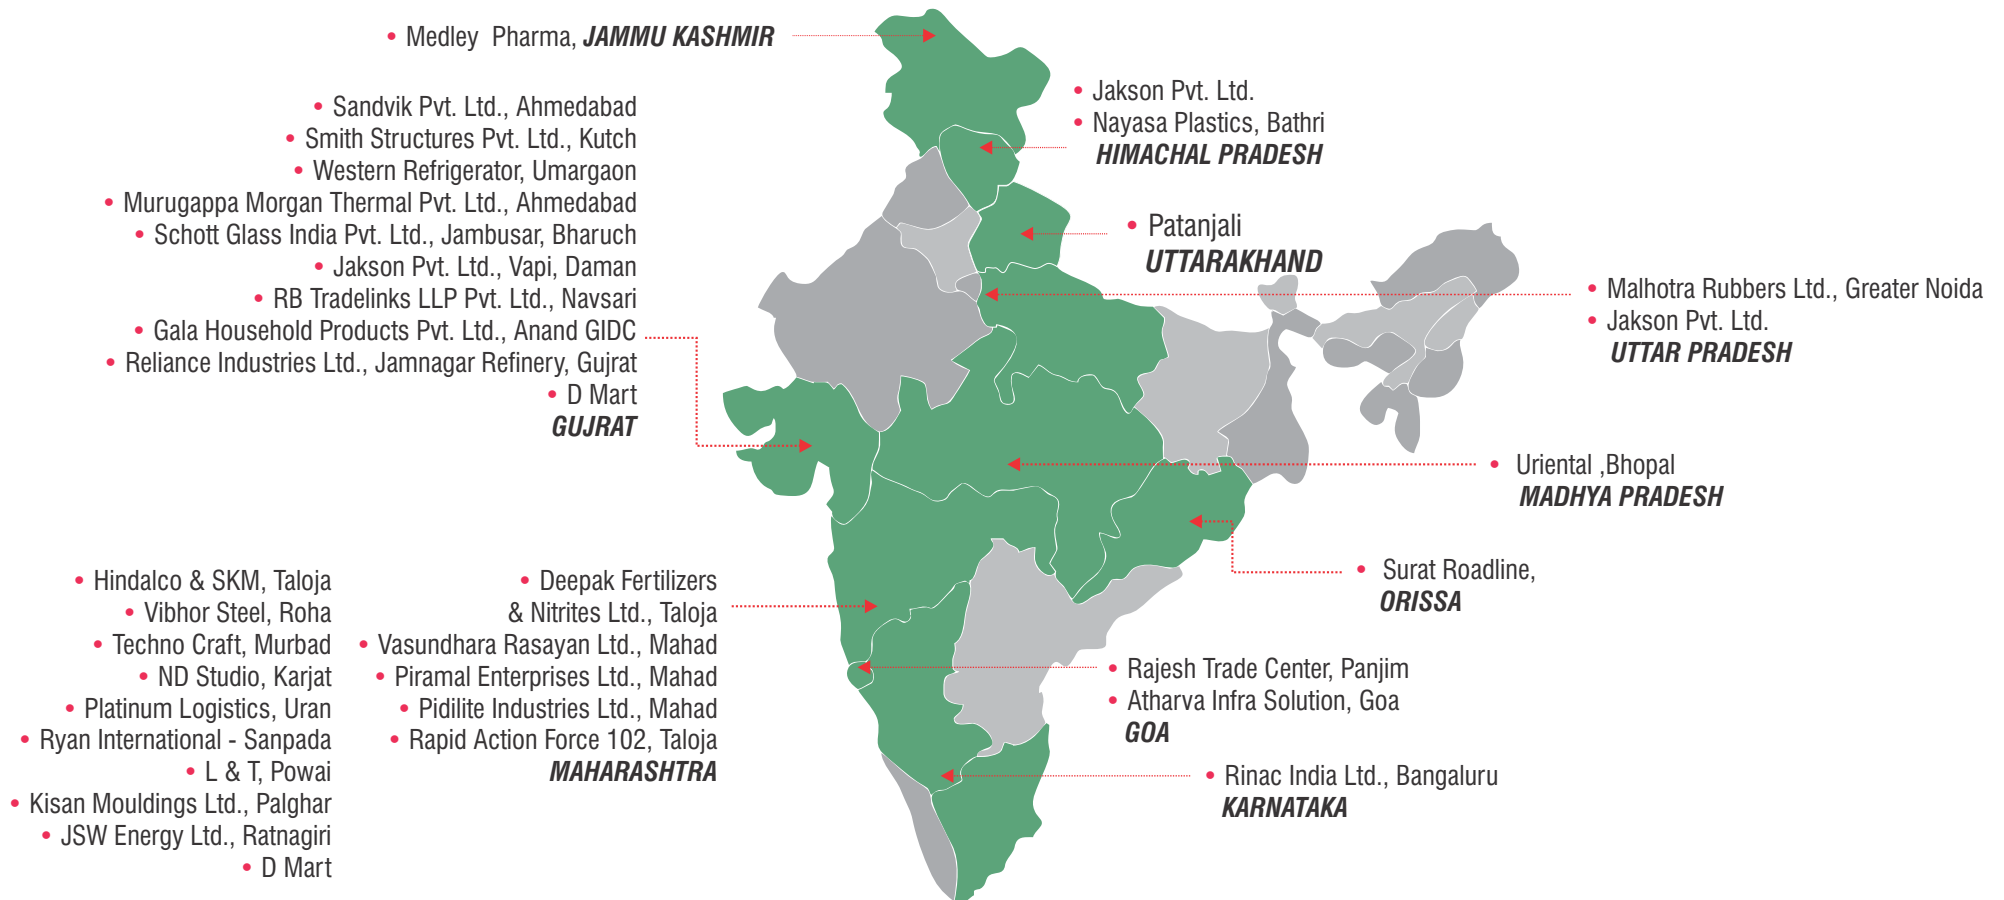 • Medley Pharma, JAMMU KASHMIR
• Sandvik Pvt. Ltd., Ahmedabad
• Smith Structures Pvt. Ltd., Kutch
• Western Refrigerator, Umargaon
• Murugappa Morgan Thermal Pvt. Ltd., Ahmedabad
• Schott Glass India Pvt. Ltd., Jambusar, Bharuch
• Jakson Pvt. Ltd., Vapi, Daman
• RB Tradelinks LLP Pvt. Ltd., Navsari
• Gala Household Products Pvt. Ltd., Anand GIDC
• Reliance Industries Ltd., Jamnagar Refinery, Gujrat
• D Mart
GUJRAT
• Jakson Pvt. Ltd.
• Nayasa Plastics, Bathri
HIMACHAL PRADESH
• Patanjali
UTTARAKHAND
• Malhotra Rubbers Ltd., Greater Noida
• Jakson Pvt. Ltd.
UTTAR PRADESH
• Uriental ,Bhopal
MADHYA PRADESH
• Surat Roadline,
ORISSA
• Hindalco & SKM, Taloja
• Vibhor Steel, Roha
• Techno Craft, Murbad
• ND Studio, Karjat
• Platinum Logistics, Uran
• Ryan International - Sanpada
• L & T, Powai
• Kisan Mouldings Ltd., Palghar
• JSW Energy Ltd., Ratnagiri
• D Mart
• Deepak Fertilizers
& Nitrites Ltd., Taloja
• Vasundhara Rasayan Ltd., Mahad
• Piramal Enterprises Ltd., Mahad
• Pidilite Industries Ltd., Mahad
• Rapid Action Force 102, Taloja
MAHARASHTRA
• Rajesh Trade Center, Panjim
• Atharva Infra Solution, Goa
GOA
• Rinac India Ltd., Bangaluru
KARNATAKA